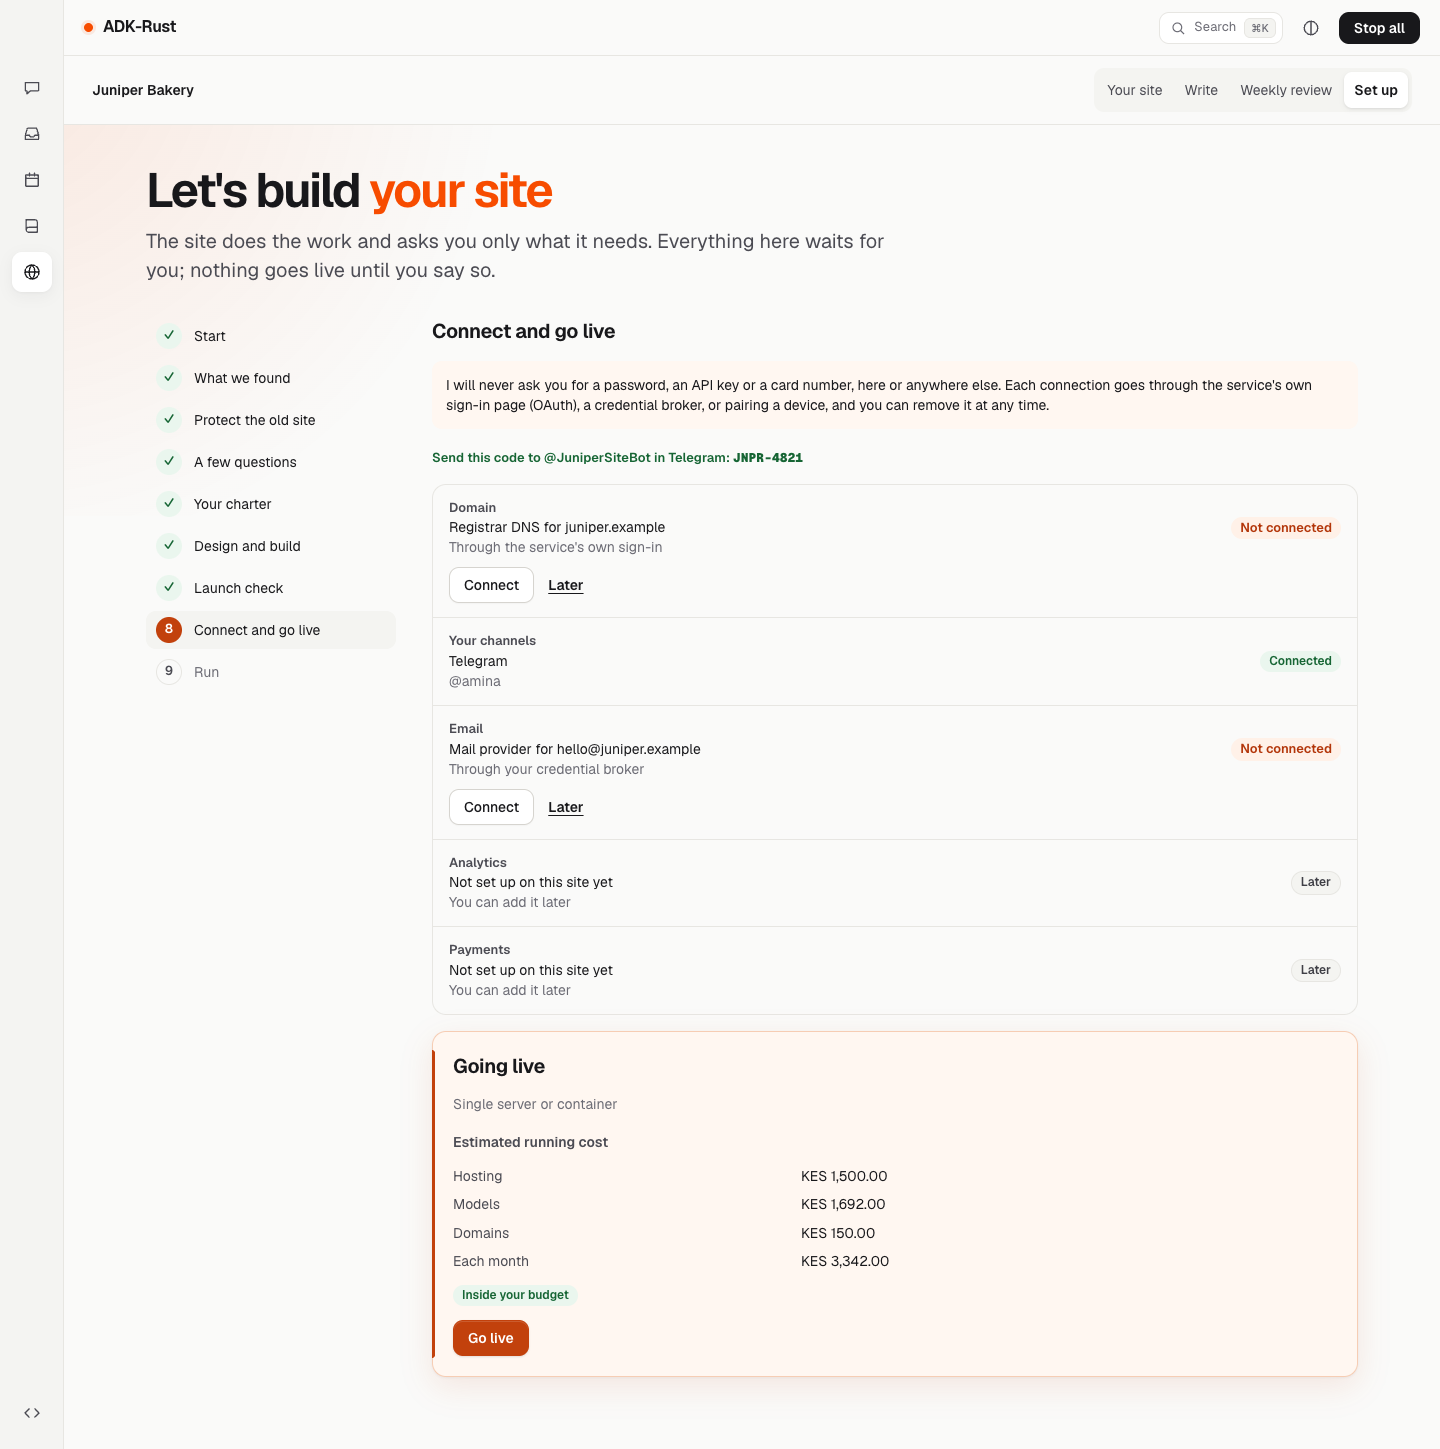 ADK-Rust
Search ⌘K
Stop all
Juniper Bakery
Your site
Write
Weekly review
Set up
Let's build your site
The site does the work and asks you only what it needs. Everything here waits for
you; nothing goes live until you say so.
Start
What we found
Protect the old site
A few questions
Your charter
Design and build
Launch check
8 Connect and go live
9 Run
Connect and go live
I will never ask you for a password, an API key or a card number, here or anywhere else. Each connection goes through the service's own
sign-in page (OAuth), a credential broker, or pairing a device, and you can remove it at any time.
Send this code to @JuniperSiteBot in Telegram: JNPR-4821
Domain
Registrar DNS for juniper.example
Not connected
Through the service's own sign-in
Connect
Later
Your channels
Telegram
Connected
@amina
Email
Mail provider for hello@juniper.example
Not connected
Through your credential broker
Connect
Later
Analytics
Not set up on this site yet
Later
You can add it later
Payments
Not set up on this site yet
Later
You can add it later
Going live
Single server or container
Estimated running cost
Hosting KES 1,500.00
Models KES 1,692.00
Domains KES 150.00
Each month KES 3,342.00
Inside your budget
Go live